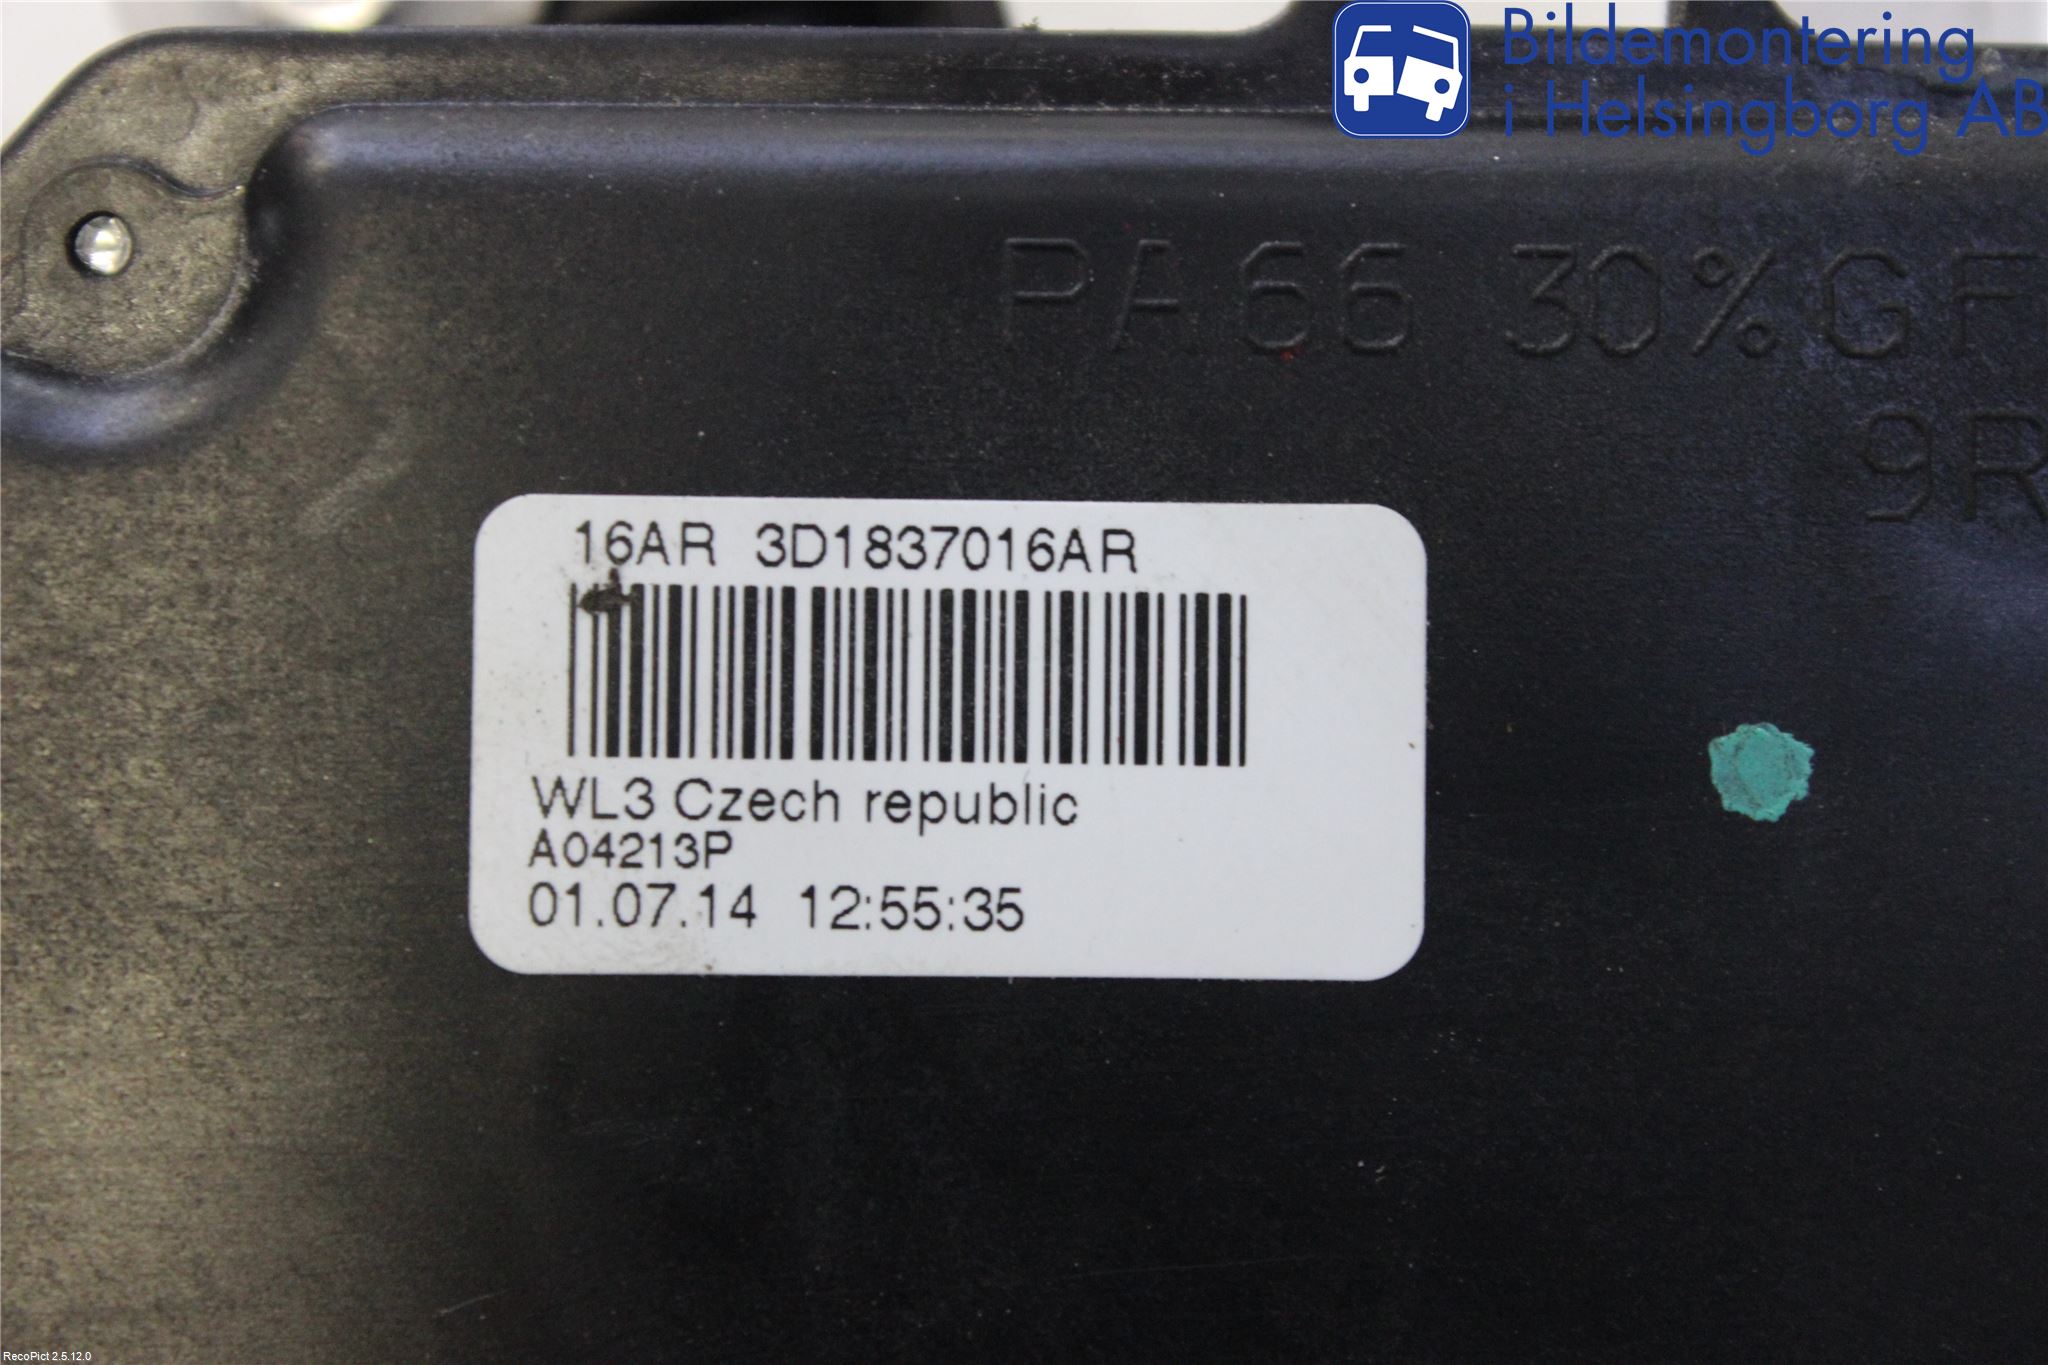 Bildemontering
i Helsingborg AB
PA 66 30% GF
9R
16AR 3D1837016AR
WL3 Czech republic
A04213P
01.07.14 12:55:35
RecoPict 2.5.12.0